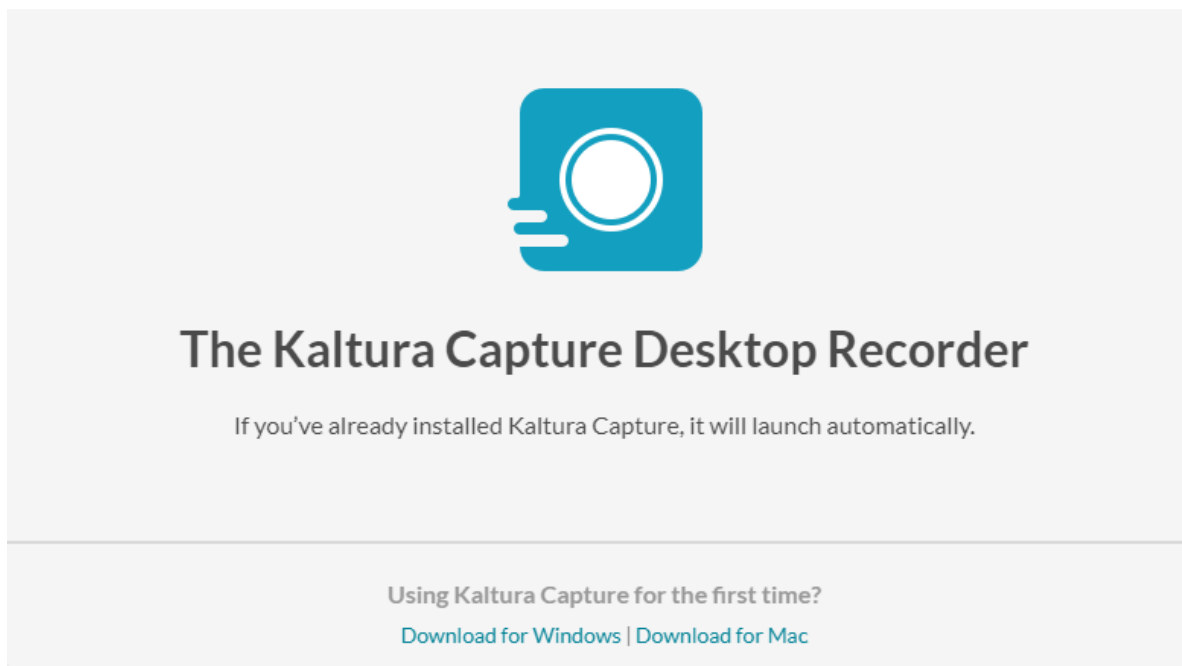 The Kaltura Capture Desktop Recorder
If you've already installed Kaltura Capture, it will launch automatically.
Using Kaltura Capture for the first time?
Download for Windows | Download for Mac